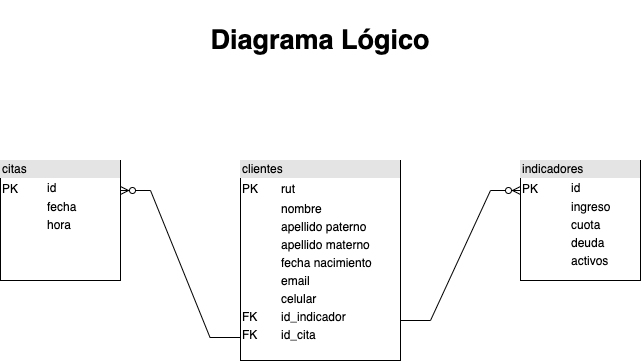 Diagrama Lógico
citas
PK id
fecha
hora
clientes
PK rut
nombre
apellido paterno
apellido materno
fecha nacimiento
email
celular
FK id_indicador
FK id_cita
indicadores
PK id
ingreso
cuota
deuda
activos